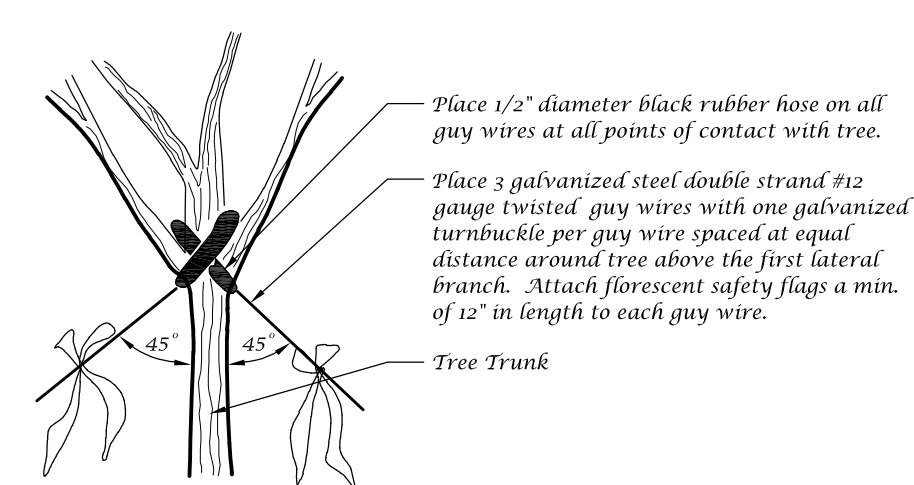 Place 1/2" diameter black rubber hose on all
guy wires at all points of contact with tree.
Place 3 galvanized steel double strand #12
gauge twisted guy wires with one galvanized
turnbuckle per guy wire spaced at equal
distance around tree above the first lateral
branch. Attach florescent safety flags a min.
of 12" in length to each guy wire.
45° 45°
Tree Trunk